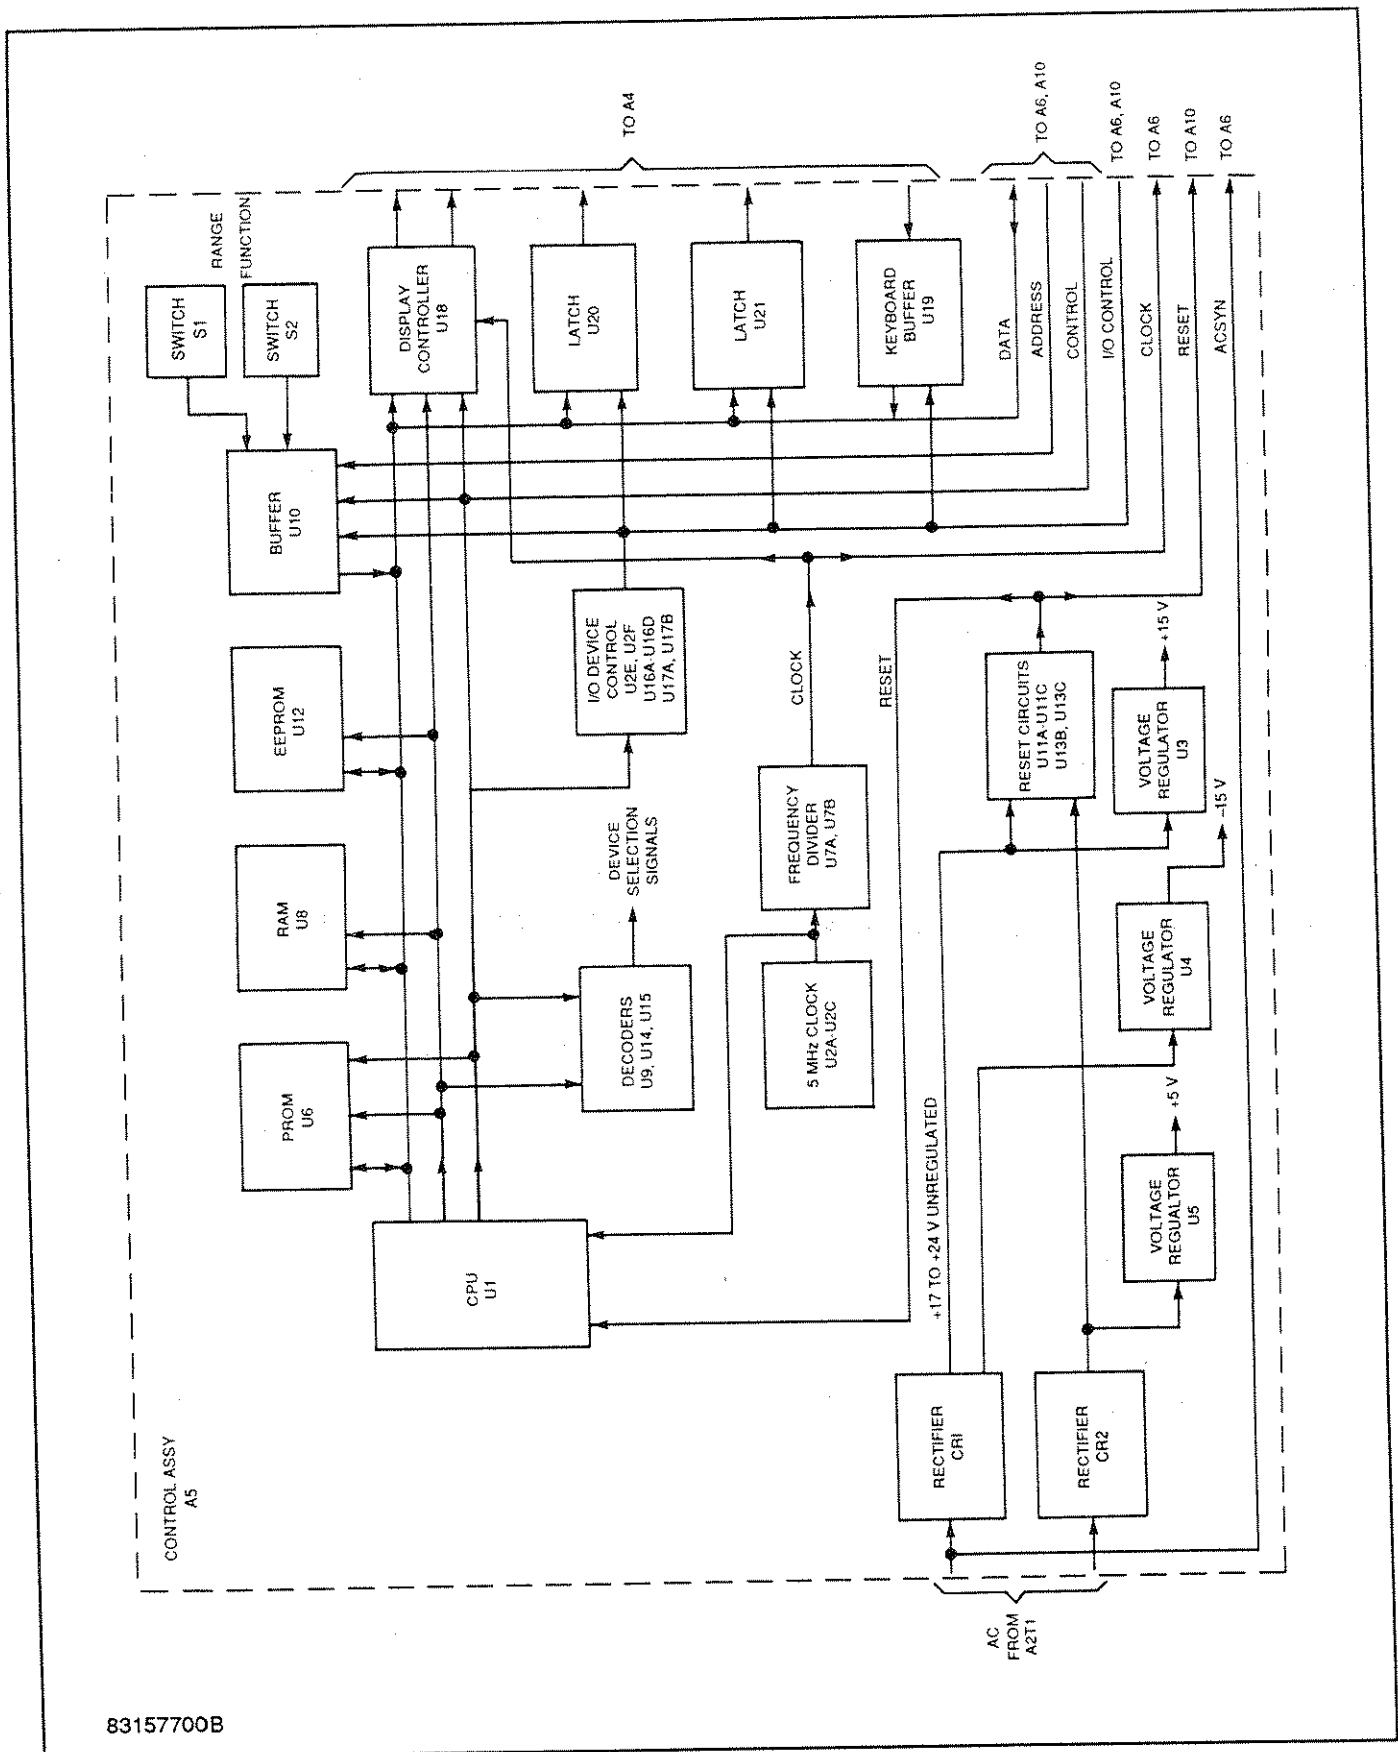 CONTROL ASSY
A5
SWITCH
S1
RANGE
SWITCH
S2
FUNCTION
PROM
U6
RAM
U8
EEPROM
U12
BUFFER
U10
CPU
U1
DISPLAY
CONTROLLER
U18
LATCH
U20
LATCH
U21
KEYBOARD
BUFFER
U19
TO A4
DECODERS
U9, U14, U15
DEVICE
SELECTION
SIGNALS
I/O DEVICE
CONTROL
U2E, U2F
U16A-U16D
U17A, U17B
5 MHz CLOCK
U2A-U2C
FREQUENCY
DIVIDER
U7A, U7B
CLOCK
RESET
DATA
ADDRESS
CONTROL
TO A6, A10
I/O CONTROL
TO A6, A10
CLOCK
TO A6
RESET
TO A10
ACSYN
TO A6
+17 TO +24 V UNREGULATED
RESET CIRCUITS
U11A-U11C
U13B, U13C
RECTIFIER
CR1
RECTIFIER
CR2
VOLTAGE
REGUALTOR
U5
+5 V
VOLTAGE
REGULATOR
U4
-15 V
VOLTAGE
REGULATOR
U3
+15 V
AC
FROM
A2T1
83157700B